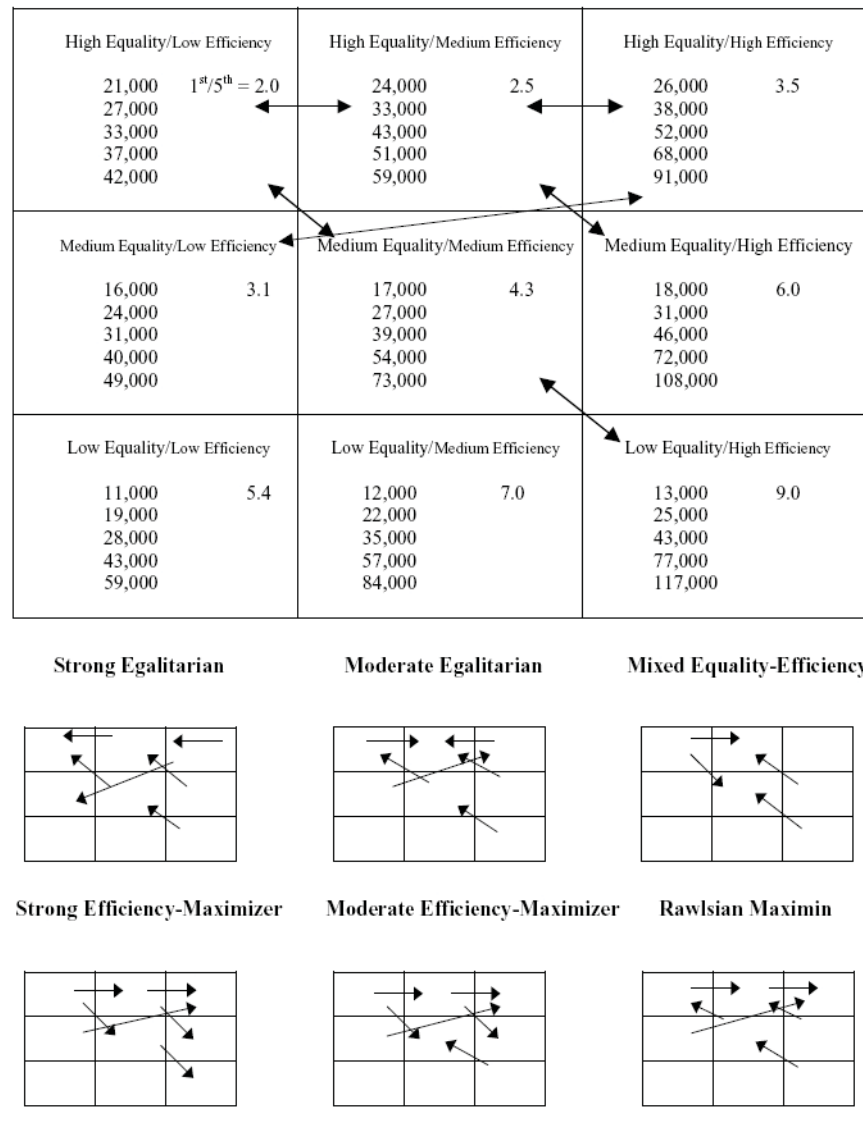 High Equality/Low Efficiency
21,000 1st/5th = 2.0
27,000
33,000
37,000
42,000
High Equality/Medium Efficiency
24,000 2.5
33,000
43,000
51,000
59,000
High Equality/High Efficiency
26,000 3.5
38,000
52,000
68,000
91,000
Medium Equality/Low Efficiency
16,000 3.1
24,000
31,000
40,000
49,000
Medium Equality/Medium Efficiency
17,000 4.3
27,000
39,000
54,000
73,000
Medium Equality/High Efficiency
18,000 6.0
31,000
46,000
72,000
108,000
Low Equality/Low Efficiency
11,000 5.4
19,000
28,000
43,000
59,000
Low Equality/Medium Efficiency
12,000 7.0
22,000
35,000
57,000
84,000
Low Equality/High Efficiency
13,000 9.0
25,000
43,000
77,000
117,000
Strong Egalitarian
Moderate Egalitarian
Mixed Equality-Efficiency
Strong Efficiency-Maximizer
Moderate Efficiency-Maximizer
Rawlsian Maximin